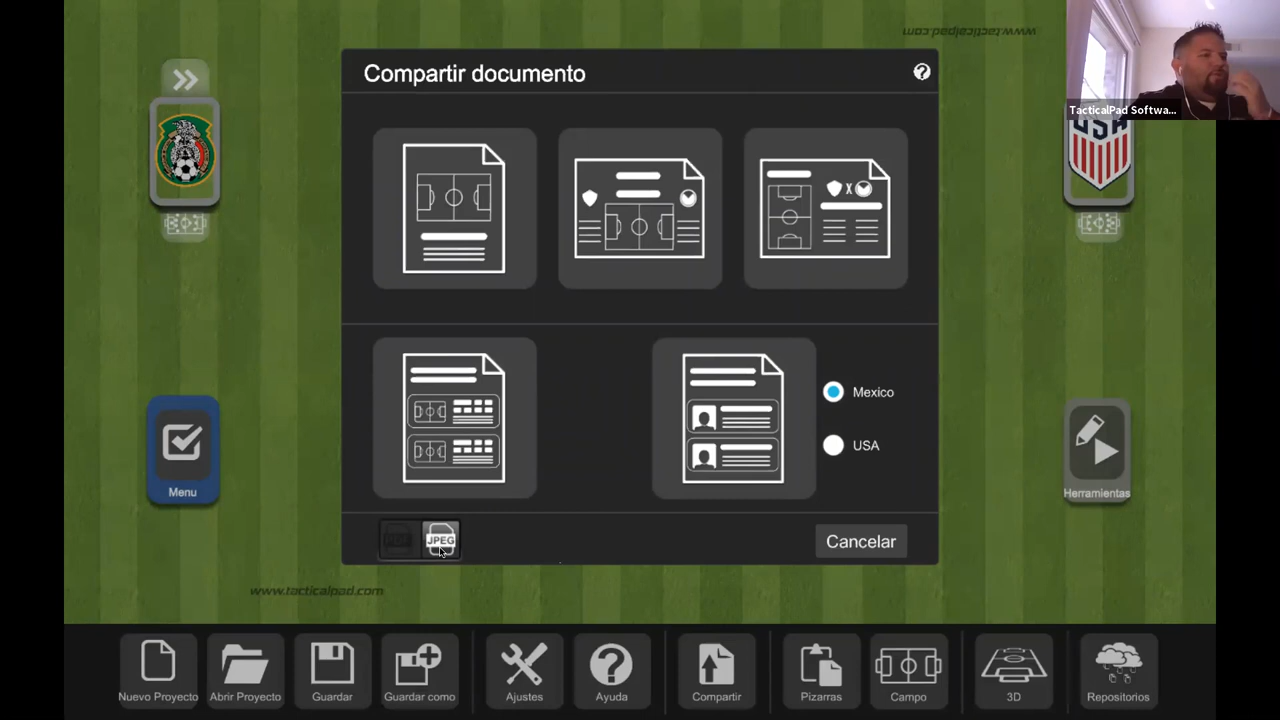 www.tacticalpad.com
Compartir documento
TacticalPad Softwa...
USA
Mexico
USA
Menu
Herramientas
JPEG
Cancelar
www.tacticalpad.com
Nuevo Proyecto
Abrir Proyecto
Guardar
Guardar como
Ajustes
Ayuda
Compartir
Pizarras
Campo
3D
Repositorios